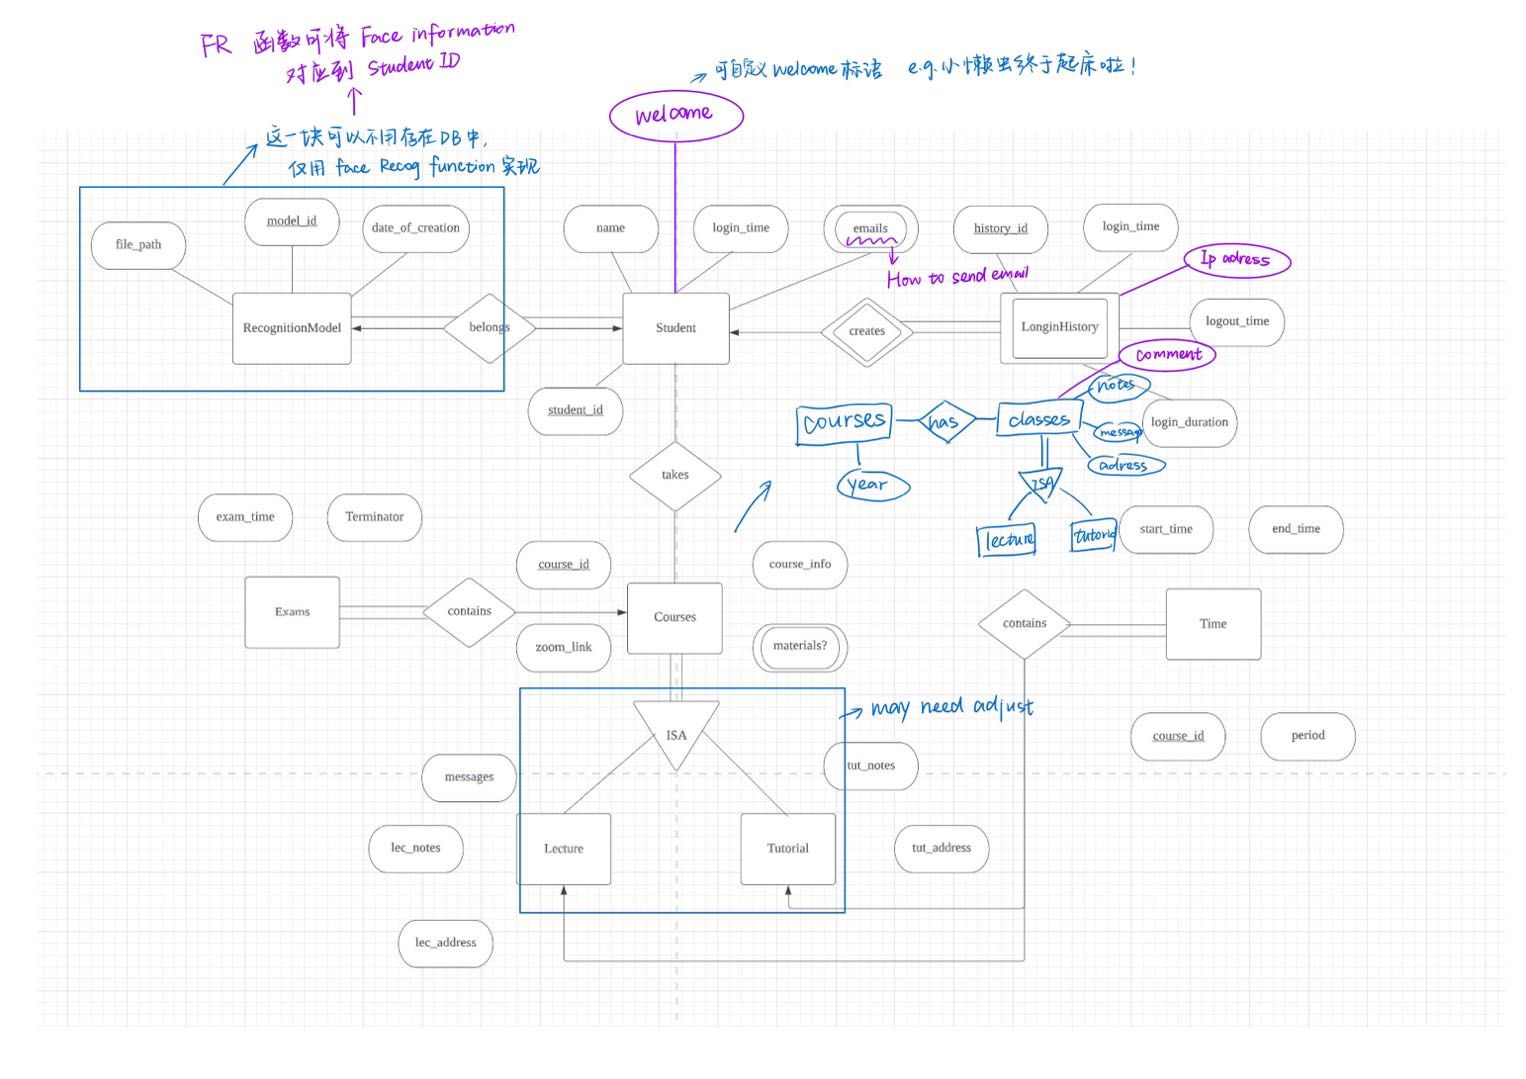 FR 函数可将 Face information
对应到 Student ID
可自定义 Welcome 标语 e.g.小懒虫终于起床啦！
Welcome
这一块可以不用存在DB中，
仅用 face Recog function 实现
file_path
model_id
date_of_creation
name
login_time
emails
history_id
login_time
How to send email
Ip adress
RecognitionModel
belongs
Student
creates
LonginHistory
logout_time
comment
student_id
courses
has
classes
notes
message
login_duration
adress
takes
year
ISA
lecture
tutoria
exam_time
Terminator
start_time
end_time
course_id
course_info
Exams
contains
Courses
contains
Time
zoom_link
materials?
may need adjust
ISA
course_id
period
messages
tut_notes
lec_notes
Lecture
Tutorial
tut_address
lec_address